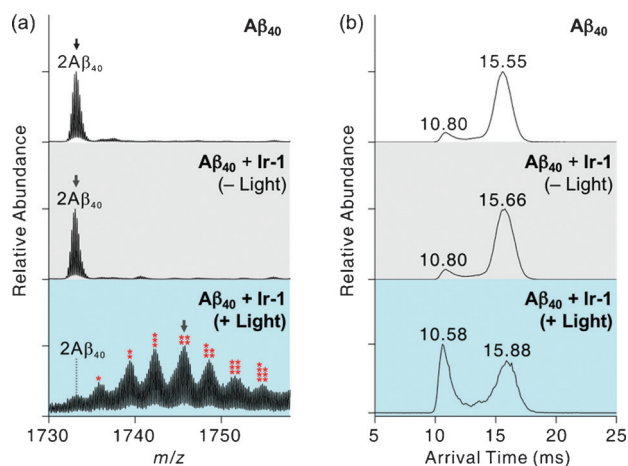 (a)
Relative Abundance
Aβ₄₀
2Aβ₄₀
Aβ₄₀ + Ir-1
(– Light)
2Aβ₄₀
Aβ₄₀ + Ir-1
(+ Light)
2Aβ₄₀
1730 1740 1750
m/z
(b)
Relative Abundance
Aβ₄₀
10.80
15.55
Aβ₄₀ + Ir-1
(– Light)
10.80
15.66
Aβ₄₀ + Ir-1
(+ Light)
10.58
15.88
5 10 15 20 25
Arrival Time (ms)